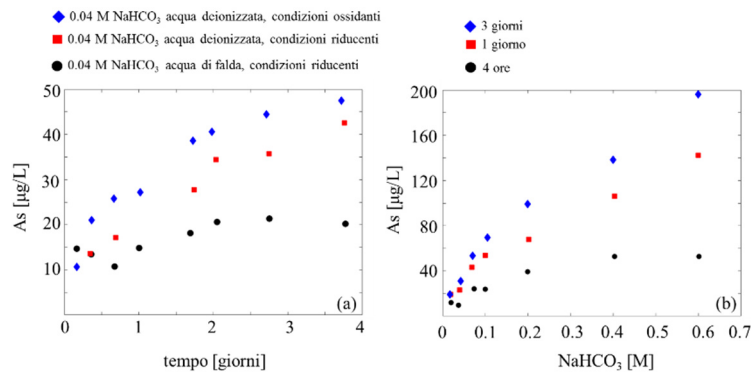 0.04 M NaHCO3 acqua deionizzata, condizioni ossidanti
0.04 M NaHCO3 acqua deionizzata, condizioni riducenti
0.04 M NaHCO3 acqua di falda, condizioni riducenti
50
40
30
20
10
As [µg/L]
0
1
2
3
4
(a)
tempo [giorni]
3 giorni
1 giorno
4 ore
200
160
120
80
40
As [µg/L]
0
0.1
0.2
0.3
0.4
0.5
0.6
0.7
(b)
NaHCO3 [M]